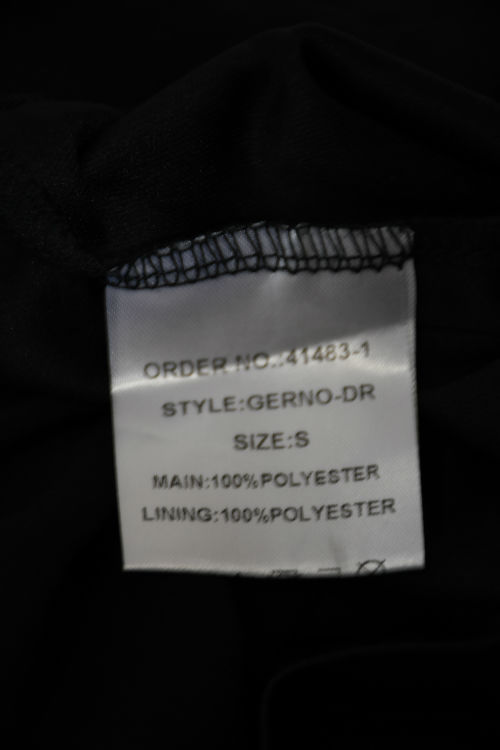 ORDER NO.:41483-1
STYLE:GERNO-DR
SIZE:S
MAIN:100%POLYESTER
LINING:100%POLYESTER